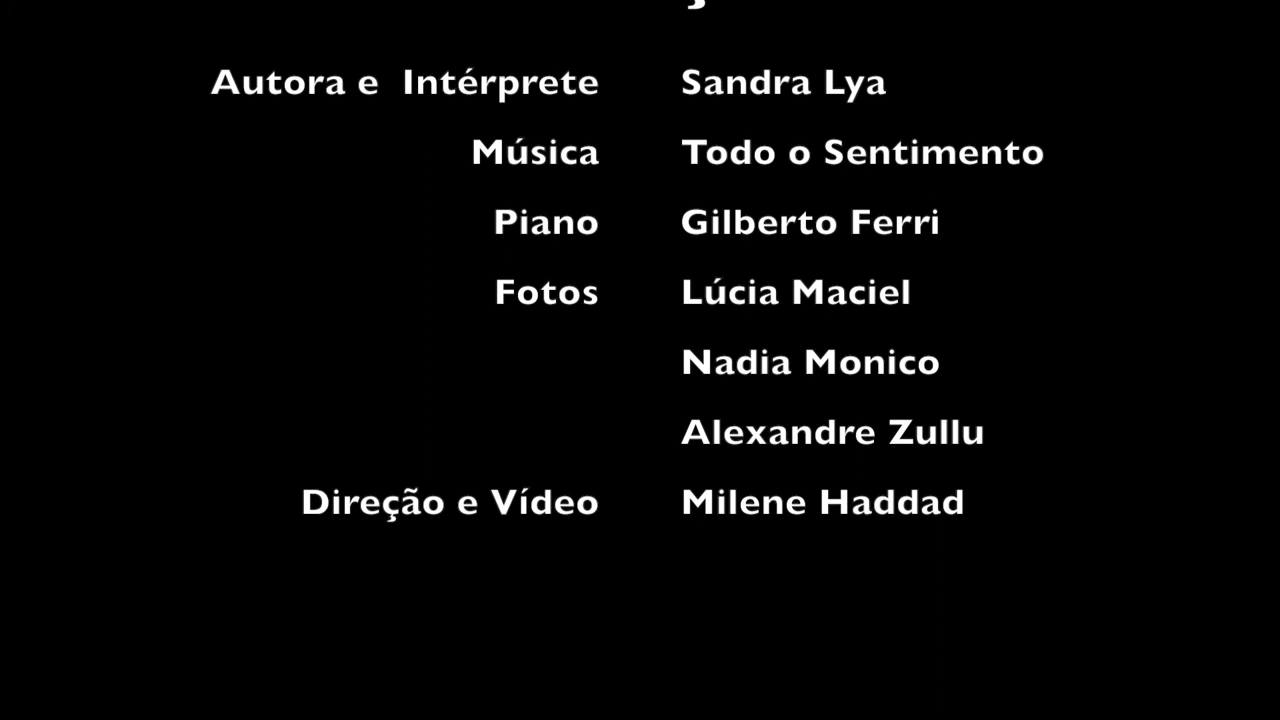 Autora e Intérprete Sandra Lya
Música Todo o Sentimento
Piano Gilberto Ferri
Fotos Lúcia Maciel
Nadia Monico
Alexandre Zullu
Direção e Vídeo Milene Haddad